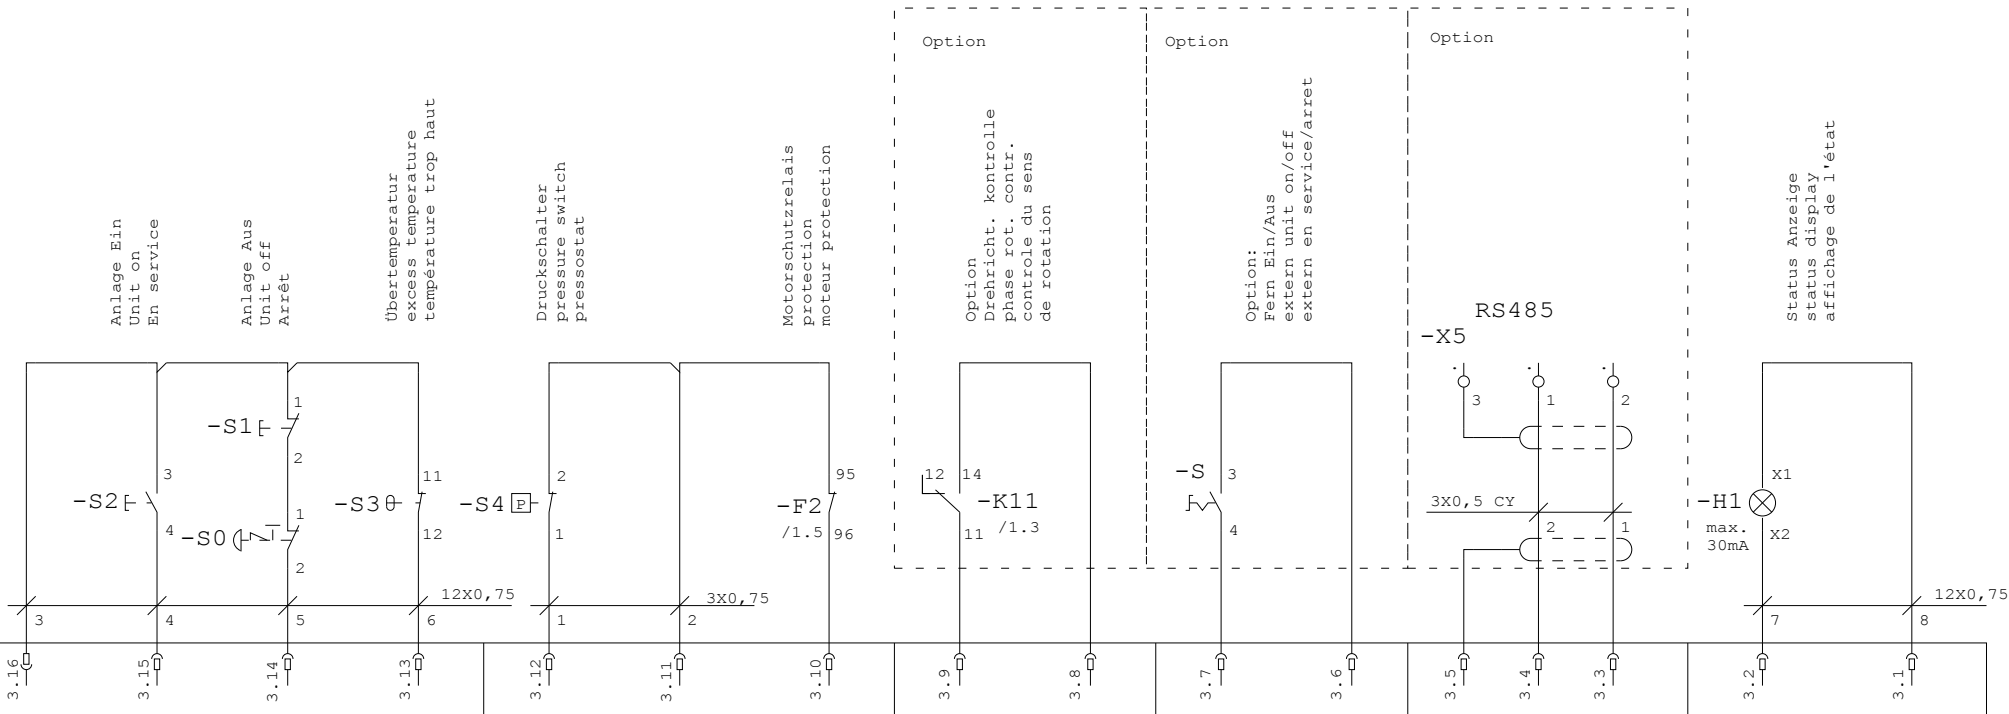 Option
Option
Option
Anlage Ein
Unit on
En service
Anlage Aus
Unit off
Arrêt
Übertemperatur
excess temperature
température trop haut
Druckschalter
pressure switch
pressostat
Motorschutzrelais
protection
moteur protection
Option
Drehricht. kontrolle
phase rot. contr.
controle du sens
de rotation
Option:
Fern Ein/Aus
extern unit on/off
extern en service/arret
Status Anzeige
status display
affichage de l'état
RS485
-X5
3
1
2
1
-S1
2
3
-S2
4
1
-S0
2
11
-S3
12
2
-S4
P
1
95
-F2
/1.5
96
12
14
-K11
/1.3
11
-S
3
4
3X0,5 CY
2
1
X1
-H1
max.
30mA
X2
12X0,75
3X0,75
12X0,75
3
4
5
6
1
2
7
8
3.16
3.15
3.14
3.13
3.12
3.11
3.10
3.9
3.8
3.7
3.6
3.5
3.4
3.3
3.2
3.1